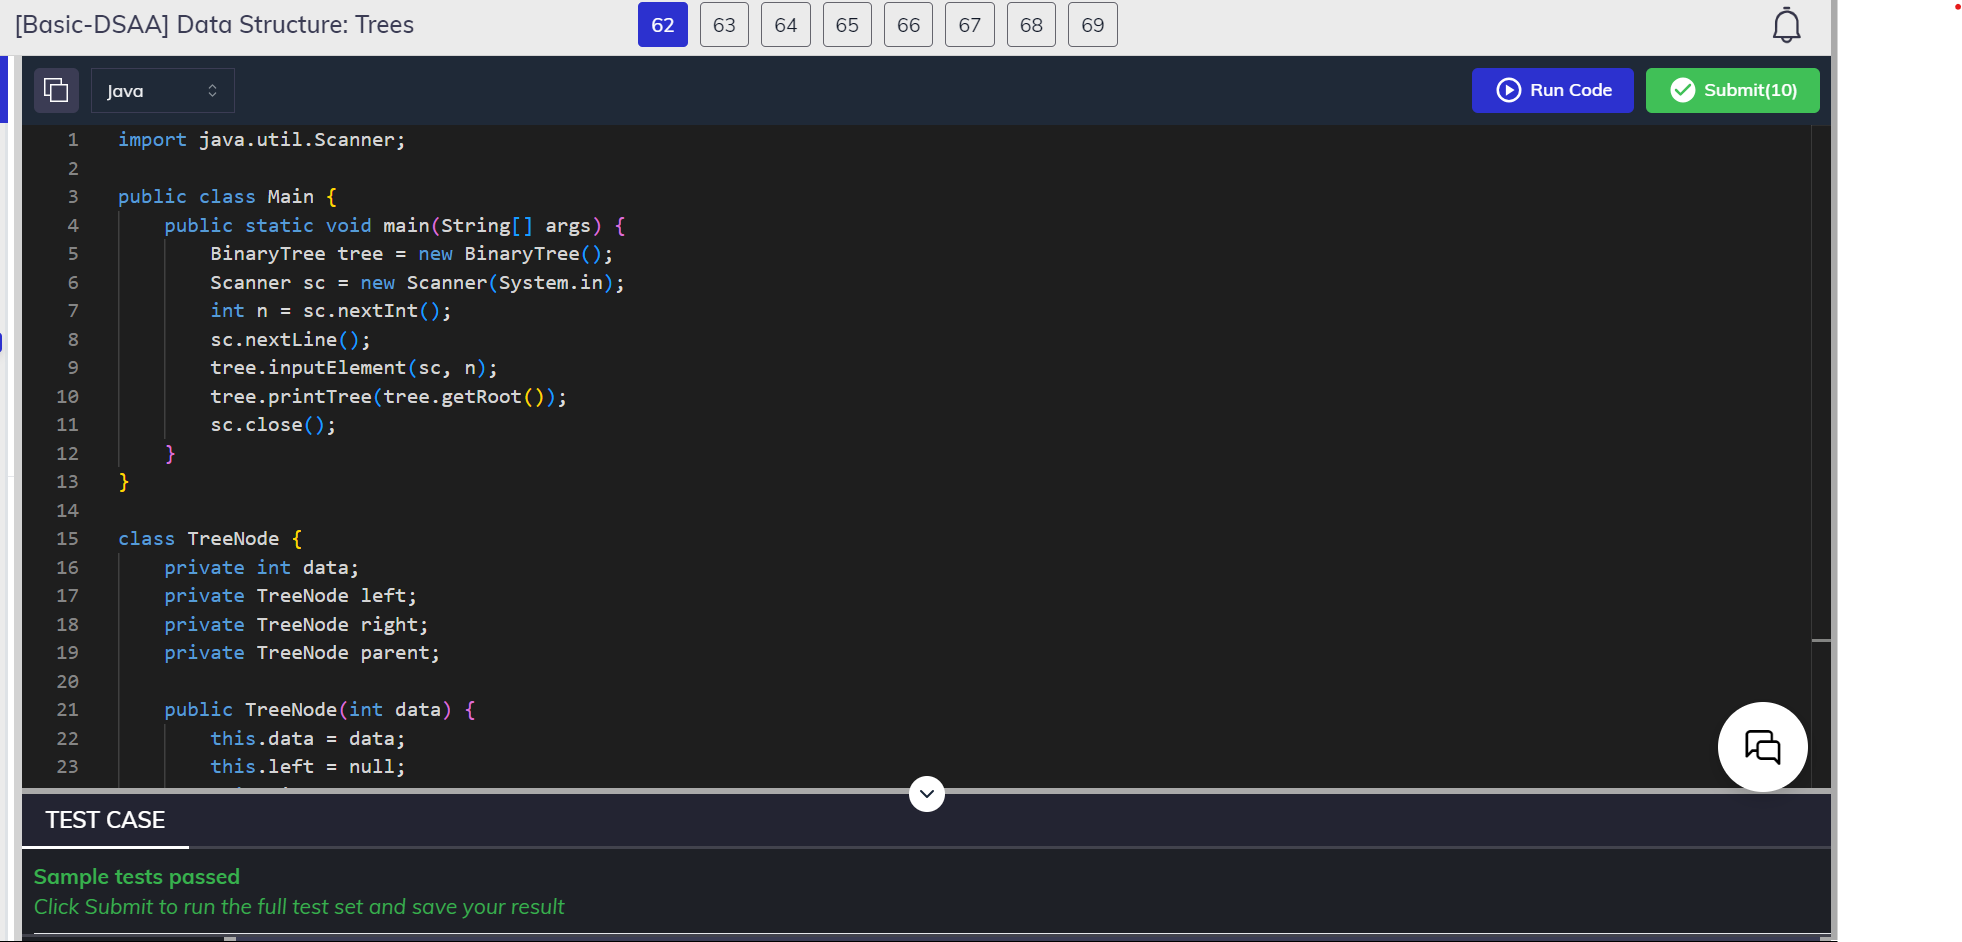 [Basic-DSAA] Data Structure: Trees
62 63 64 65 66 67 68 69
Java
Run Code
Submit(10)
1 import java.util.Scanner;
2
3 public class Main {
4 public static void main(String[] args) {
5 BinaryTree tree = new BinaryTree();
6 Scanner sc = new Scanner(System.in);
7 int n = sc.nextInt();
8 sc.nextLine();
9 tree.inputElement(sc, n);
10 tree.printTree(tree.getRoot());
11 sc.close();
12 }
13 }
14
15 class TreeNode {
16 private int data;
17 private TreeNode left;
18 private TreeNode right;
19 private TreeNode parent;
20
21 public TreeNode(int data) {
22 this.data = data;
23 this.left = null;
TEST CASE
Sample tests passed
Click Submit to run the full test set and save your result